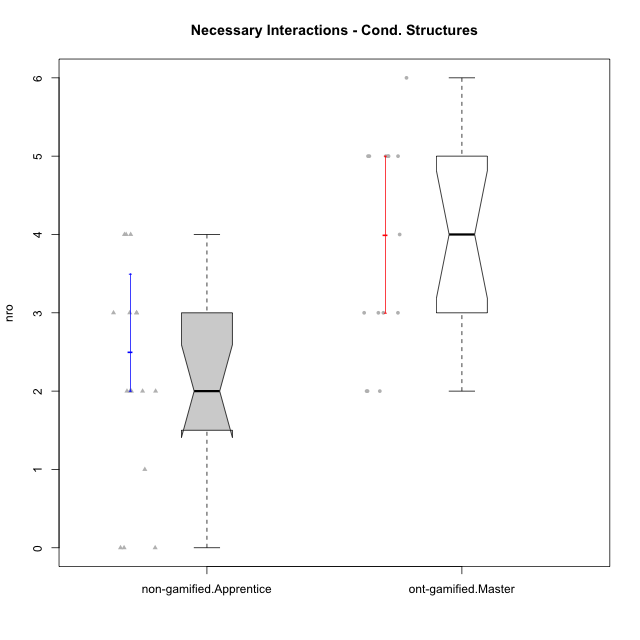 Necessary Interactions - Cond. Structures
6
5
4
3
2
1
0
nro
non-gamified.Apprentice
ont-gamified.Master